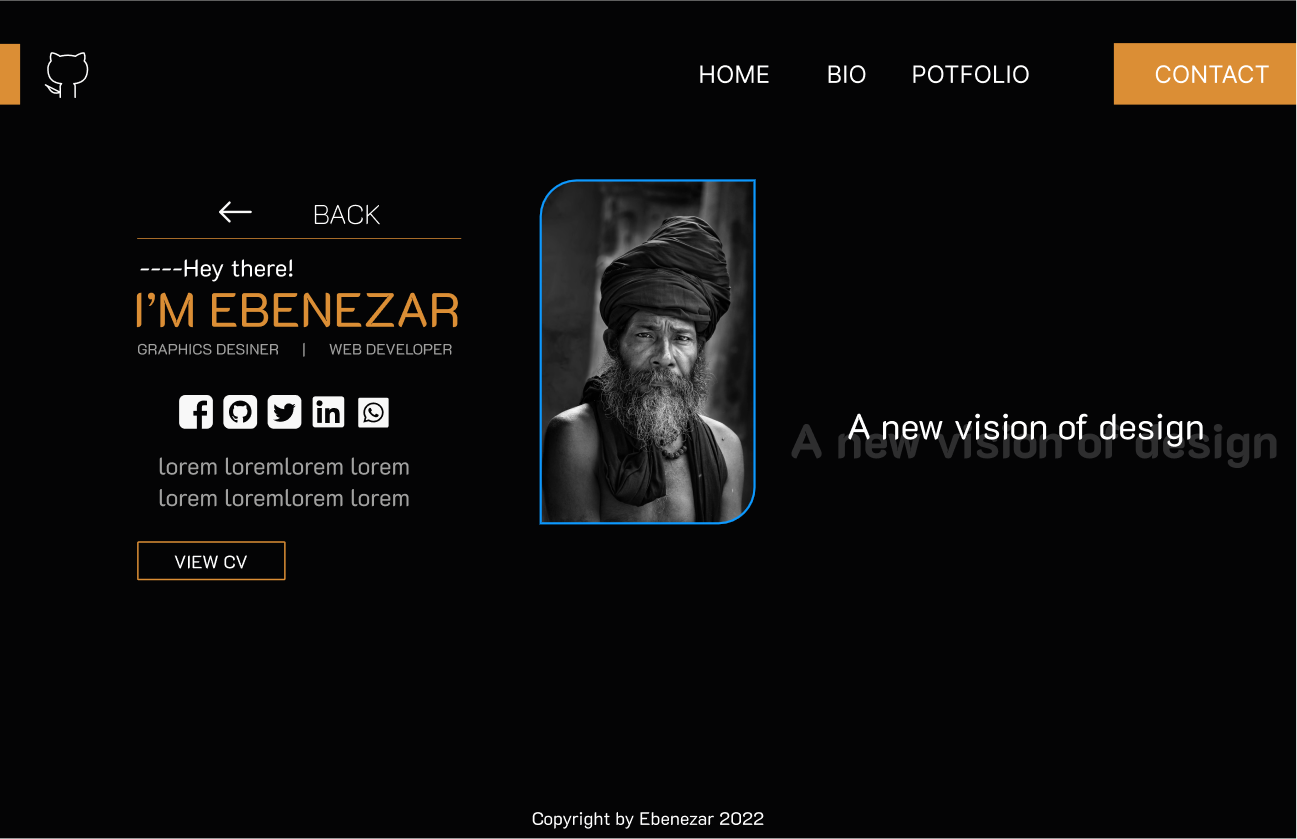 HOME BIO POTFOLIO CONTACT
BACK
----Hey there!
I'M EBENEZAR
GRAPHICS DESINER | WEB DEVELOPER
lorem loremlorem lorem
lorem loremlorem lorem
VIEW CV
A new vision of design
A new vision of design
Copyright by Ebenezar 2022